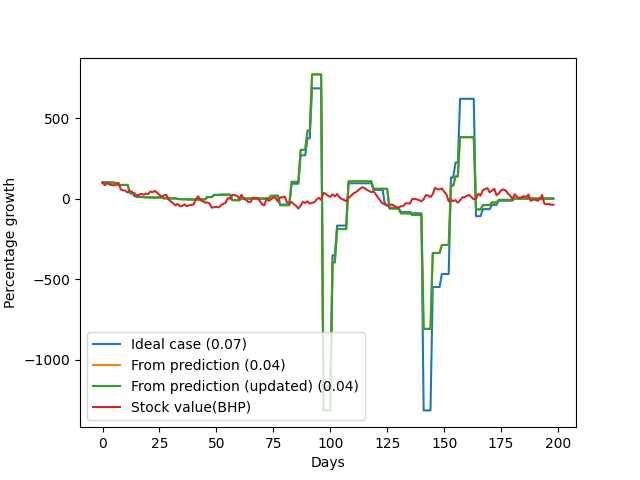 500
0
−500
−1000
Percentage growth
Ideal case (0.07)
From prediction (0.04)
From prediction (updated) (0.04)
Stock value(BHP)
0 25 50 75 100 125 150 175 200
Days